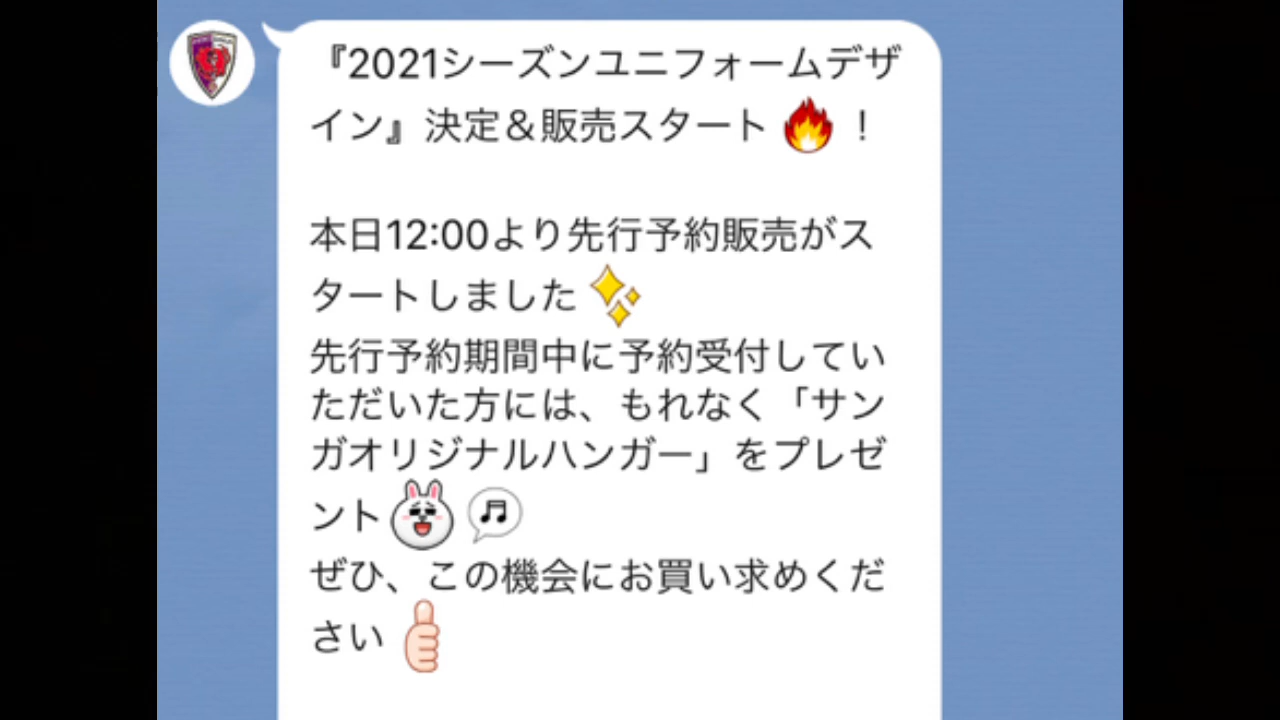 『2021シーズンユニフォームデザ
イン』決定＆販売スタート🔥！
本日12:00より先行予約販売がス
タートしました✨
先行予約期間中に予約受付してい
ただいた方には、もれなく「サン
ガオリジナルハンガー」をプレゼ
ント
ぜひ、この機会にお買い求めくだ
さい👍